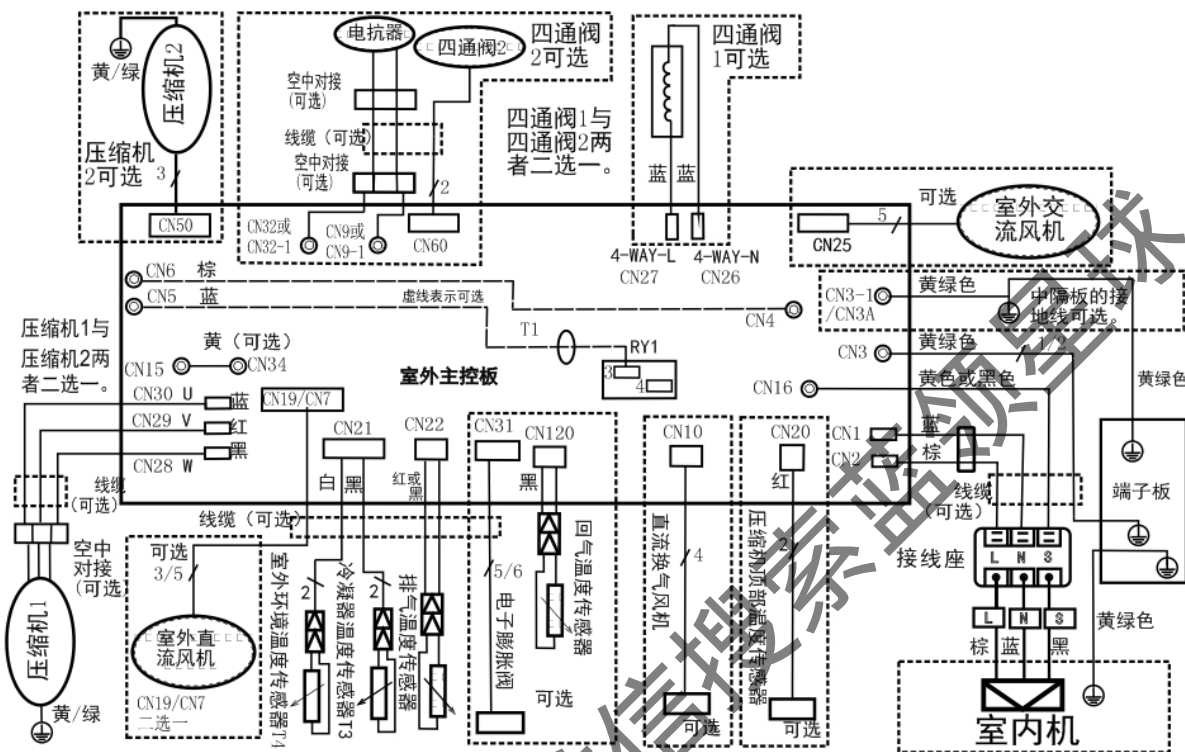 黄/绿
压缩机2
压缩机
2可选
3
CN50
电抗器
四通阀2
四通阀
2可选
空中对接
(可选)
线缆（可选）
空中对接
(可选)
2
CN32或
CN32-1
CN9或
CN9-1
CN60
四通阀1与
四通阀2两
者二选一。
四通阀
1可选
蓝
蓝
4-WAY-L
CN27
4-WAY-N
CN26
可选
5
室外交
流风机
CN25
CN6
棕
CN5
蓝
虚线表示可选
T1
CN4
RY1
3
4
CN3-1
/CN3A
黄绿色
中隔板的接
地线可选。
CN3
黄绿色
1/2
黄绿色
CN16
黄色或黑色
压缩机1与
压缩机2两
者二选一。
黄（可选）
CN15
CN34
室外主控板
CN30 U
蓝
CN29 V
红
CN28 W
黑
CN19/CN7
CN21
白
黑
CN22
红或
黑
CN31
CN120
黑
CN10
CN20
红
CN1
蓝
CN2
棕
线缆
(可选)
空中
对接
(可选)
压缩机1
黄/绿
线缆（可选）
可选
3/5
室外直
流风机
CN19/CN7
二选一
2
室外环境温度传感器T4
2
冷凝器温度传感器T3
排气温度传感器
5/6
电子膨胀阀
回气温度传感器
可选
直流换气风机
4
可选
压缩机顶部温度传感器
2
可选
线缆
(可选)
接线座
L N S
L N S
棕 蓝 黑
端子板
黄绿色
室内机
信搜索蓝领星球